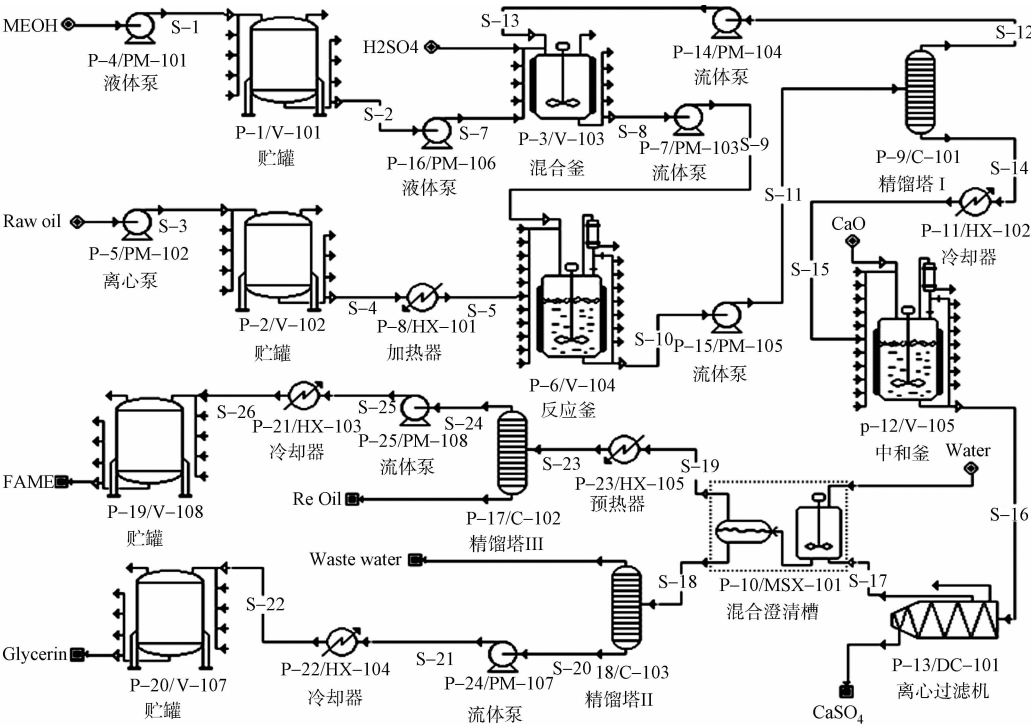 MEOH
S-1
P-4/PM-101
液体泵
P-1/V-101
贮罐
S-2
H2SO4
S-13
P-16/PM-106
液体泵
S-7
P-3/V-103
混合釜
S-8
P-7/PM-103
流体泵
S-9
P-14/PM-104
流体泵
S-12
P-9/C-101
精馏塔 I
S-14
S-11
P-11/HX-102
冷却器
Raw oil
S-3
P-5/PM-102
离心泵
P-2/V-102
贮罐
S-4
P-8/HX-101
加热器
S-5
P-6/V-104
反应釜
S-10
P-15/PM-105
流体泵
CaO
S-15
p-12/V-105
中和釜
S-16
FAME
P-19/V-108
贮罐
S-26
P-21/HX-103
冷却器
S-25
P-25/PM-108
流体泵
S-24
Re Oil
P-17/C-102
精馏塔III
S-23
P-23/HX-105
预热器
S-19
Water
P-10/MSX-101
混合澄清槽
S-17
S-18
Waste water
Glycerin
P-20/V-107
贮罐
S-22
P-22/HX-104
冷却器
S-21
P-24/PM-107
流体泵
S-20
18/C-103
精馏塔II
P-13/DC-101
离心过滤机
CaSO₄